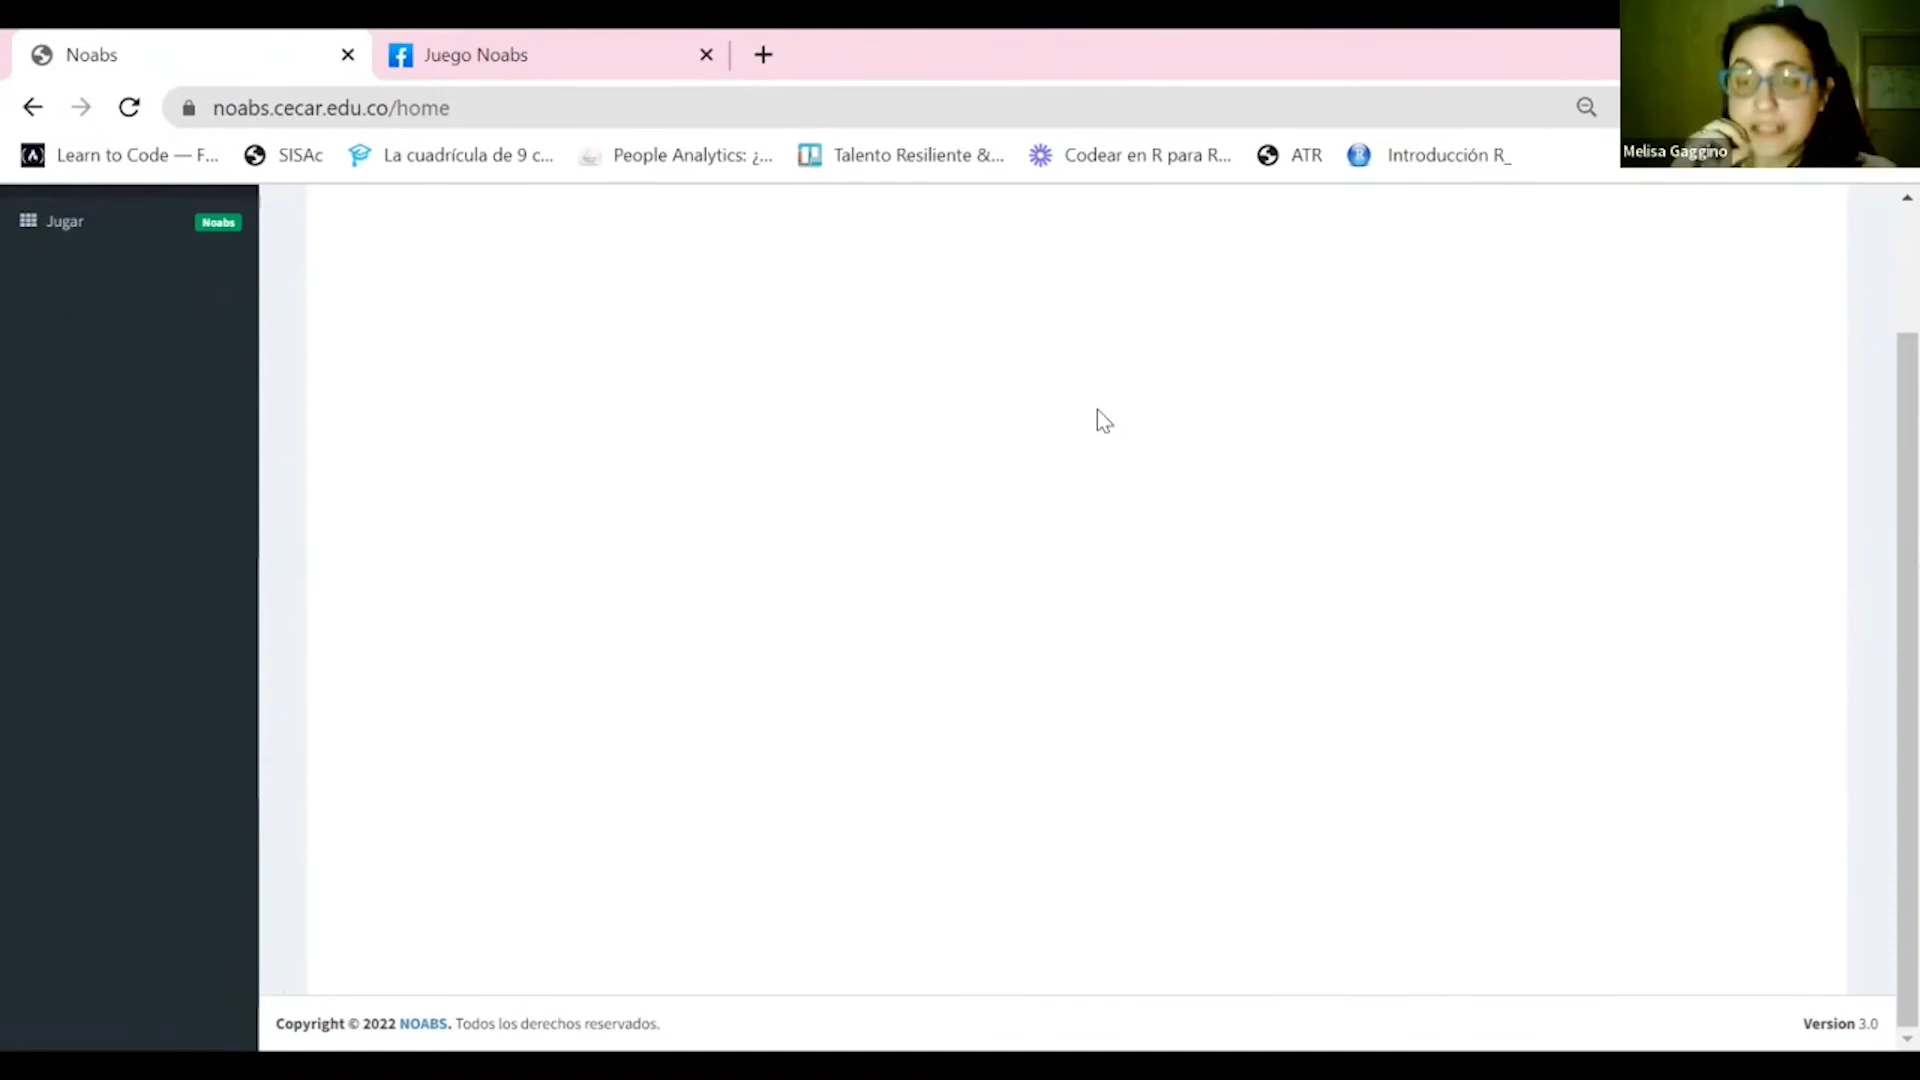 Noabs
Juego Noabs
noabs.cecar.edu.co/home
Learn to Code — F...
SISAc
La cuadrícula de 9 c...
People Analytics: ¿...
Talento Resiliente &...
Codear en R para R...
ATR
Introducción R_
Melisa Gaggino
Jugar
Noabs
Copyright © 2022 NOABS. Todos los derechos reservados.
Version 3.0